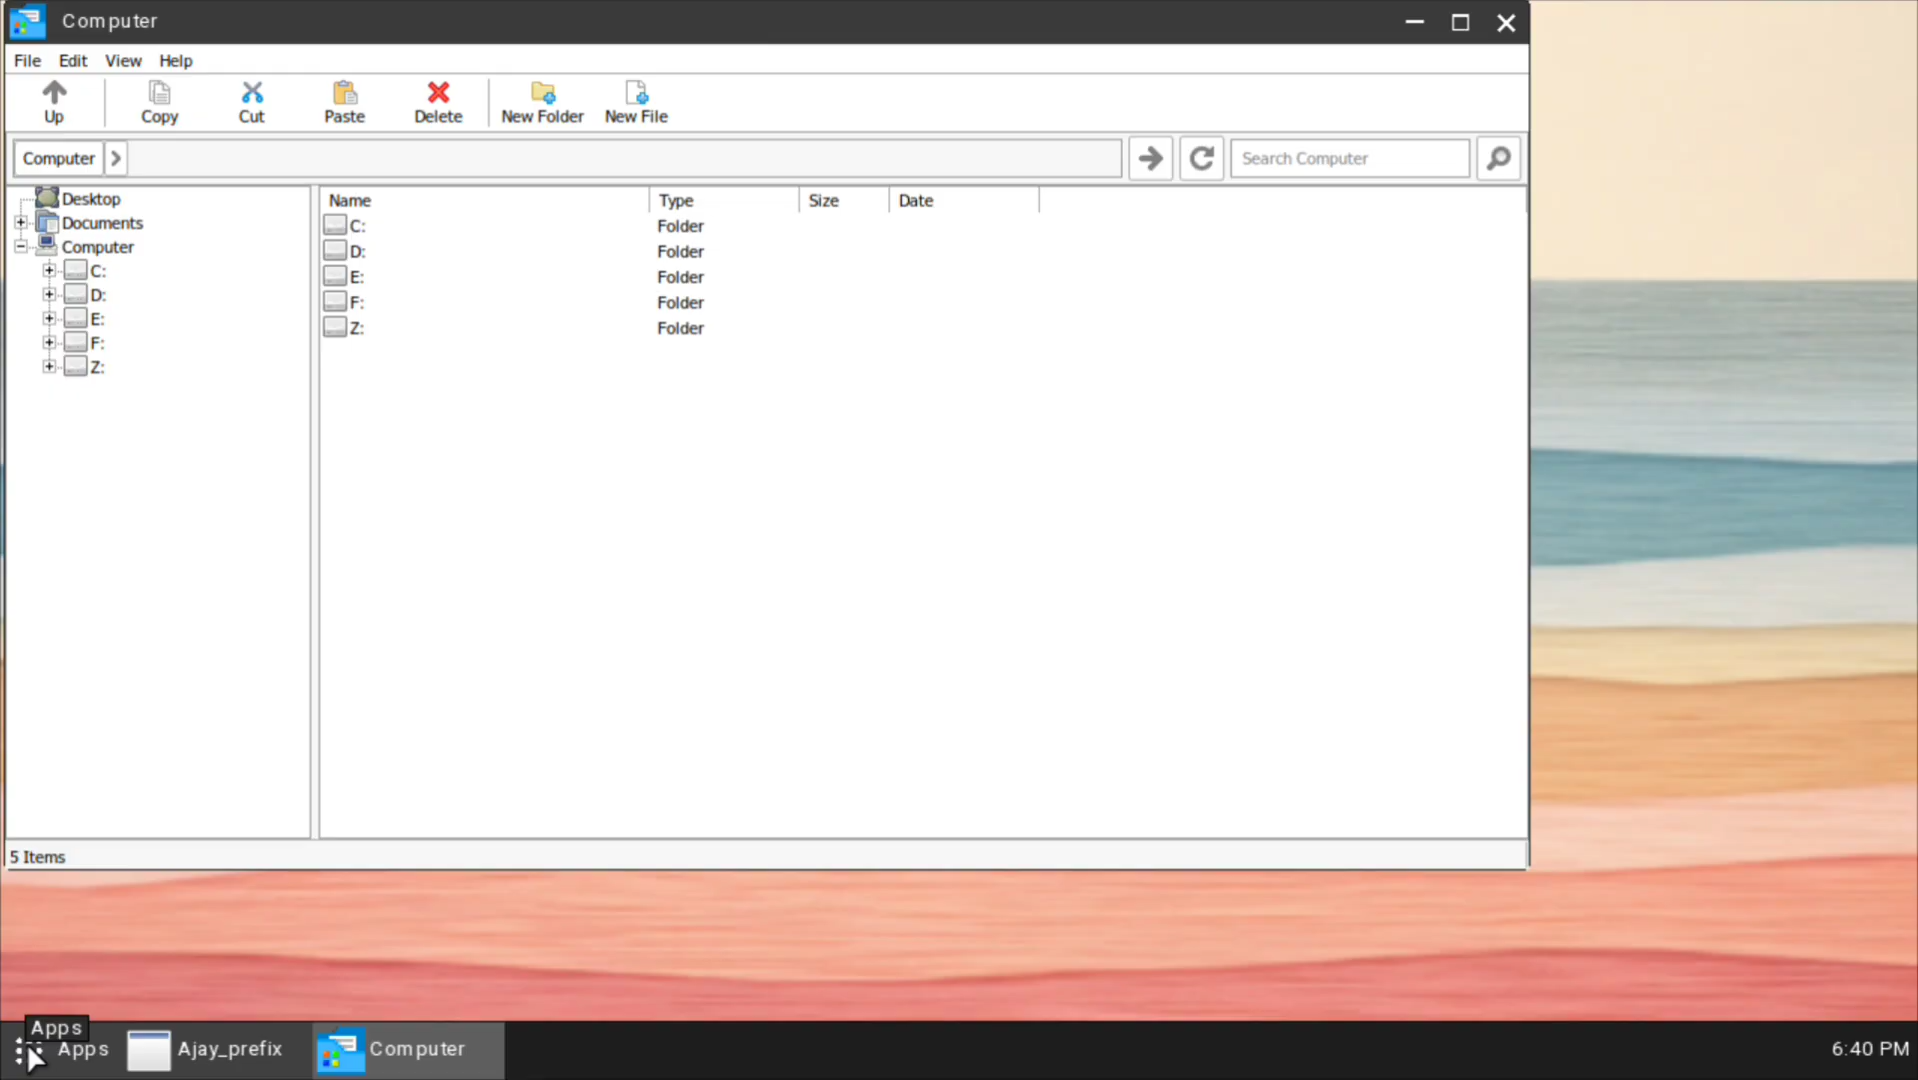 Computer
File Edit View Help
Up Copy Cut Paste Delete New Folder New File
Computer Search Computer
Desktop
Documents
Computer
C:
D:
E:
F:
Z:
Name Type Size Date
C: Folder
D: Folder
E: Folder
F: Folder
Z: Folder
5 Items
Apps
Apps Ajay_prefix Computer 6:40 PM